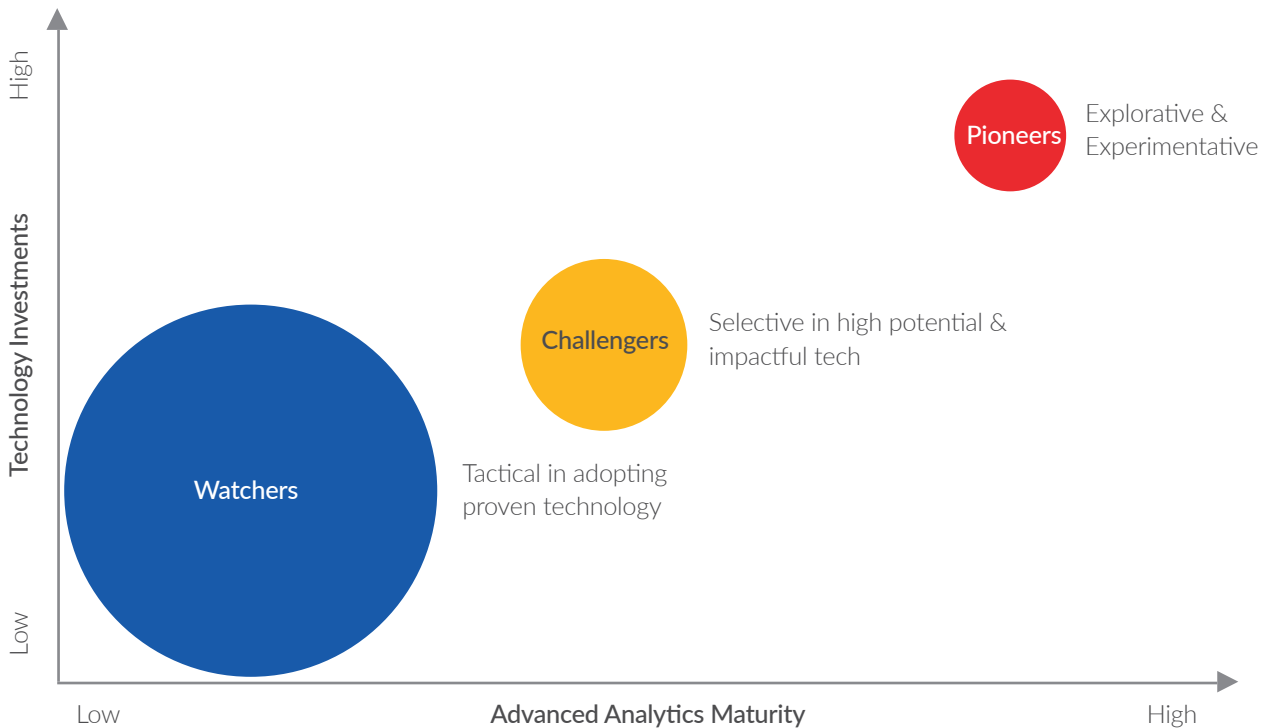 High
Pioneers
Explorative &
Experimentative
Technology Investments
Challengers
Selective in high potential &
impactful tech
Watchers
Tactical in adopting
proven technology
Low
Low
Advanced Analytics Maturity
High